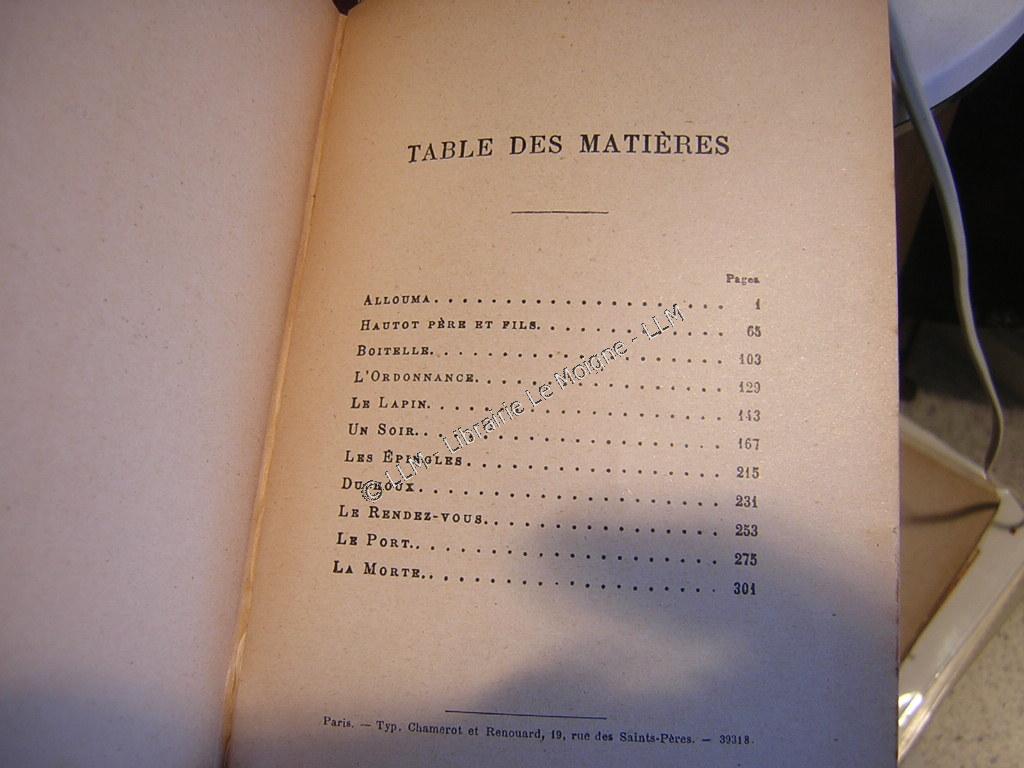 TABLE DES MATIÈRES
Pages
ALLOUMA. . . . . . . . . . . . . . . . . . . . . 1
HAUTOT PÈRE ET FILS. . . . . . . . . . . . . . 65
BOITELLE. . . . . . . . . . . . . . . . . . . . . 103
L'ORDONNANCE. . . . . . . . . . . . . . . . . . 129
LE LAPIN. . . . . . . . . . . . . . . . . . . . . 143
UN SOIR. . . . . . . . . . . . . . . . . . . . . . 167
LES ÉPINGLES. . . . . . . . . . . . . . . . . . . 215
DUCHOUX. . . . . . . . . . . . . . . . . . . . . 231
LE RENDEZ-VOUS. . . . . . . . . . . . . . . . . 253
LE PORT. . . . . . . . . . . . . . . . . . . . . . 275
LA MORTE. . . . . . . . . . . . . . . . . . . . . 301
© LLM - Librairie Le Moigne - LLM
Paris. — Typ. Chamerot et Renouard, 19, rue des Saints-Pères. — 39318.